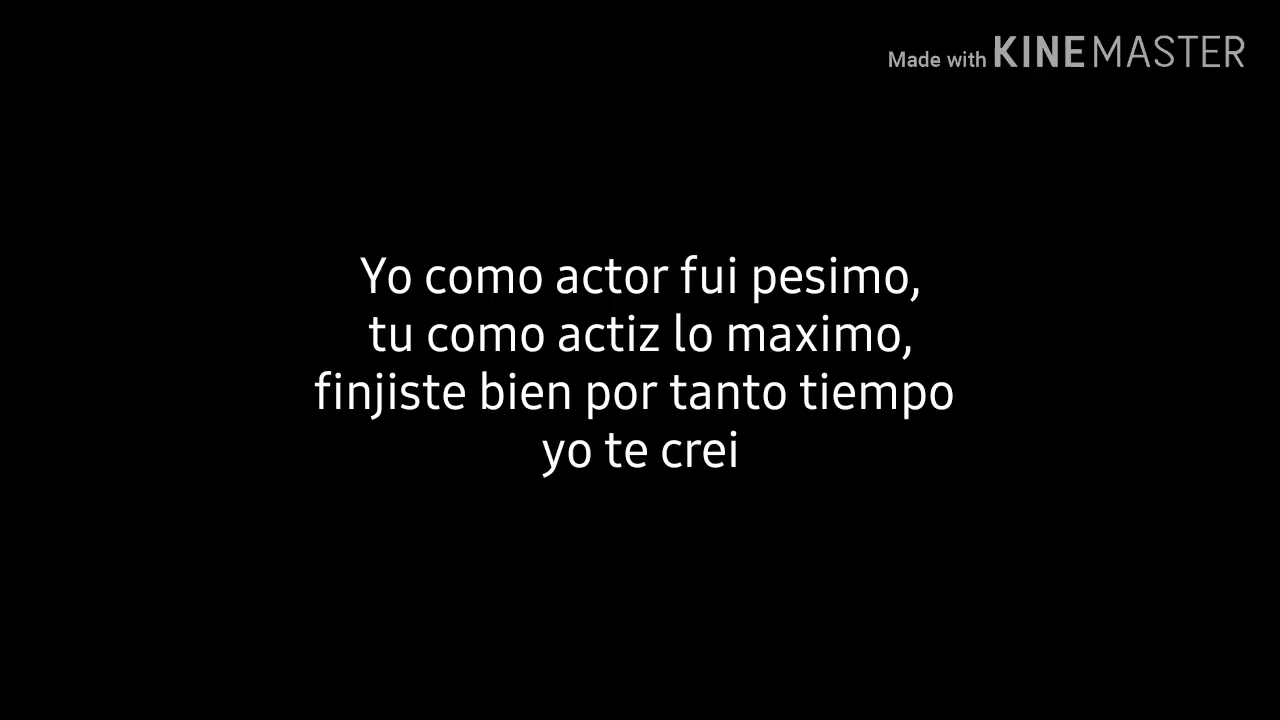 Made with KINEMASTER
Yo como actor fui pesimo,
tu como actiz lo maximo,
finjiste bien por tanto tiempo
yo te crei